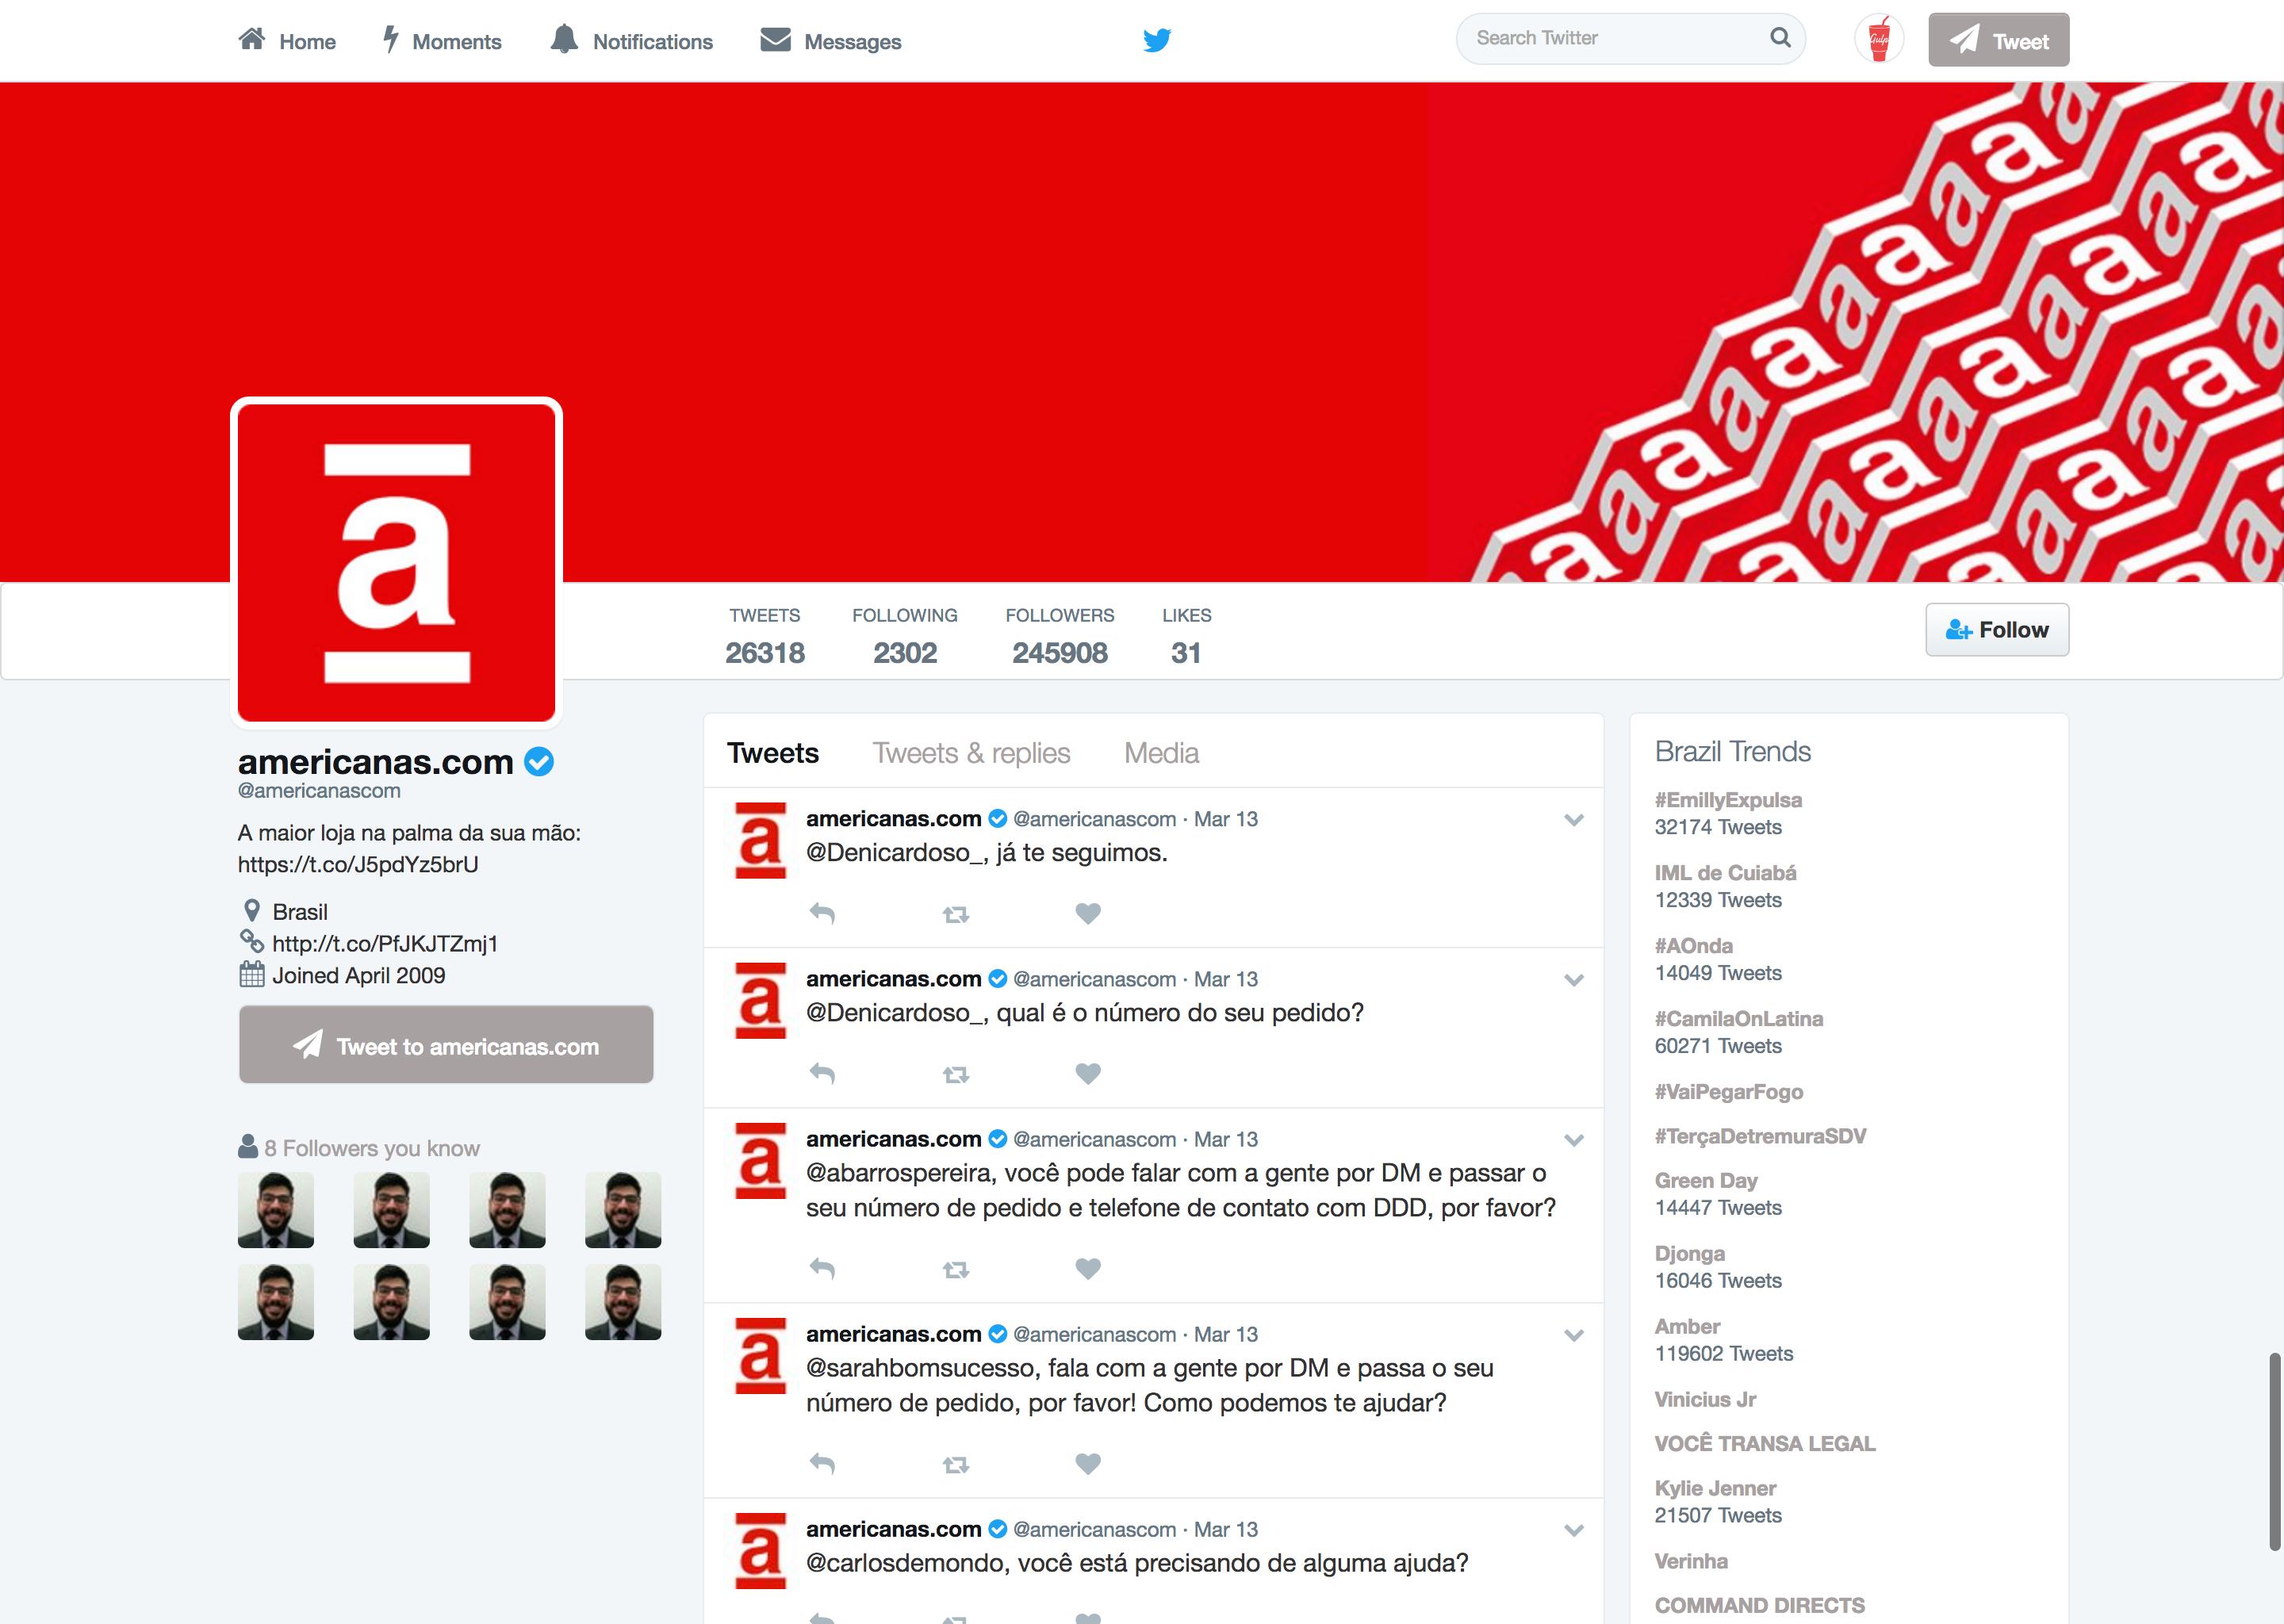 Home
Moments
Notifications
Messages
Search Twitter
Gulp
Tweet
a
TWEETS
26318
FOLLOWING
2302
FOLLOWERS
245908
LIKES
31
Follow
americanas.com
@americanascom
A maior loja na palma da sua mão:
https://t.co/J5pdYz5brU
Brasil
http://t.co/PfJKJTZmj1
Joined April 2009
Tweet to americanas.com
8 Followers you know
Tweets
Tweets & replies
Media
americanas.com @americanascom · Mar 13
@Denicardoso_, já te seguimos.
americanas.com @americanascom · Mar 13
@Denicardoso_, qual é o número do seu pedido?
americanas.com @americanascom · Mar 13
@abarrospereira, você pode falar com a gente por DM e passar o
seu número de pedido e telefone de contato com DDD, por favor?
americanas.com @americanascom · Mar 13
@sarahbomsucesso, fala com a gente por DM e passa o seu
número de pedido, por favor! Como podemos te ajudar?
americanas.com @americanascom · Mar 13
@carlosdemondo, você está precisando de alguma ajuda?
Brazil Trends
#EmillyExpulsa
32174 Tweets
IML de Cuiabá
12339 Tweets
#AOnda
14049 Tweets
#CamilaOnLatina
60271 Tweets
#VaiPegarFogo
#TerçaDetremuraSDV
Green Day
14447 Tweets
Djonga
16046 Tweets
Amber
119602 Tweets
Vinicius Jr
VOCÊ TRANSA LEGAL
Kylie Jenner
21507 Tweets
Verinha
COMMAND DIRECTS